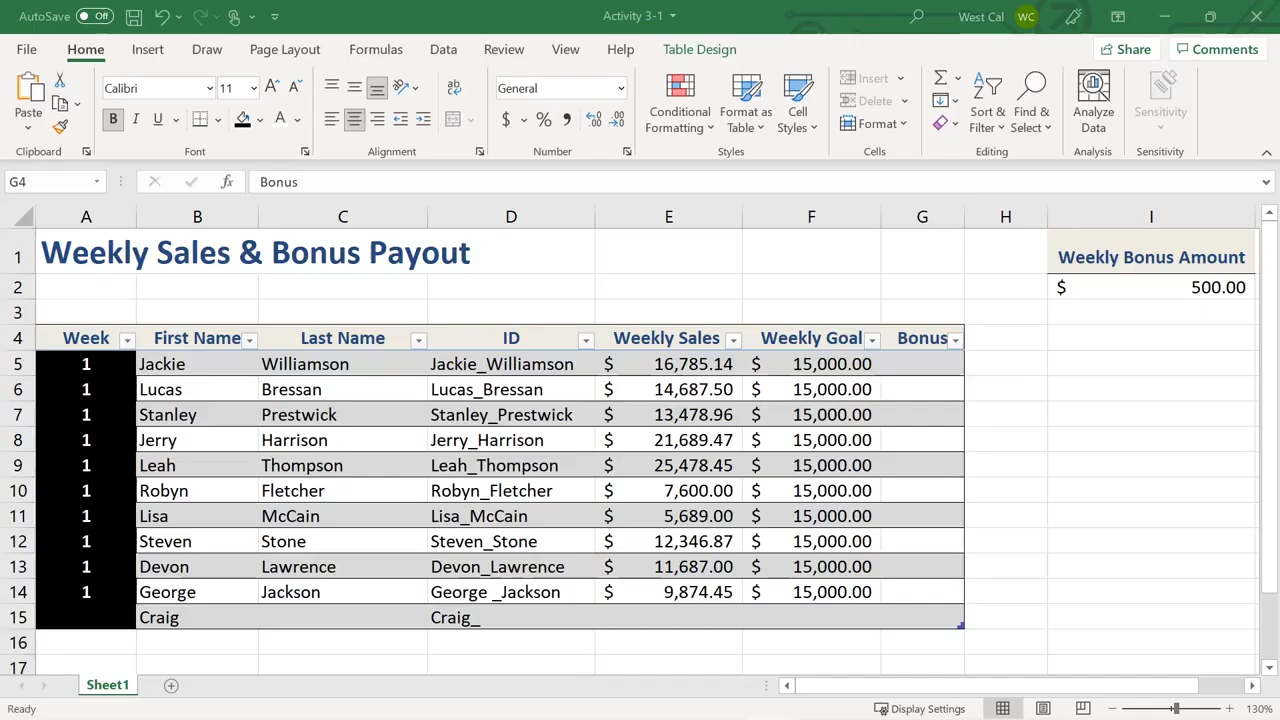 AutoSave Off Activity 3-1 West Cal WC
File Home Insert Draw Page Layout Formulas Data Review View Help Table Design Share Comments
Paste Calibri 11 General Conditional Formatting Format as Table Cell Styles Insert Delete Format Sort & Filter Find & Select Analyze Data Sensitivity
B I U A $ %
Clipboard Font Alignment Number Styles Cells Editing Analysis Sensitivity
G4 fx Bonus
A B C D E F G H I
1 Weekly Sales & Bonus Payout Weekly Bonus Amount
2 $ 500.00
3
4 Week First Name Last Name ID Weekly Sales Weekly Goal Bonus
5 1 Jackie Williamson Jackie_Williamson $ 16,785.14 $ 15,000.00
6 1 Lucas Bressan Lucas_Bressan $ 14,687.50 $ 15,000.00
7 1 Stanley Prestwick Stanley_Prestwick $ 13,478.96 $ 15,000.00
8 1 Jerry Harrison Jerry_Harrison $ 21,689.47 $ 15,000.00
9 1 Leah Thompson Leah_Thompson $ 25,478.45 $ 15,000.00
10 1 Robyn Fletcher Robyn_Fletcher $ 7,600.00 $ 15,000.00
11 1 Lisa McCain Lisa_McCain $ 5,689.00 $ 15,000.00
12 1 Steven Stone Steven_Stone $ 12,346.87 $ 15,000.00
13 1 Devon Lawrence Devon_Lawrence $ 11,687.00 $ 15,000.00
14 1 George Jackson George _Jackson $ 9,874.45 $ 15,000.00
15 Craig Craig_
16
17
Sheet1
Ready Display Settings 130%